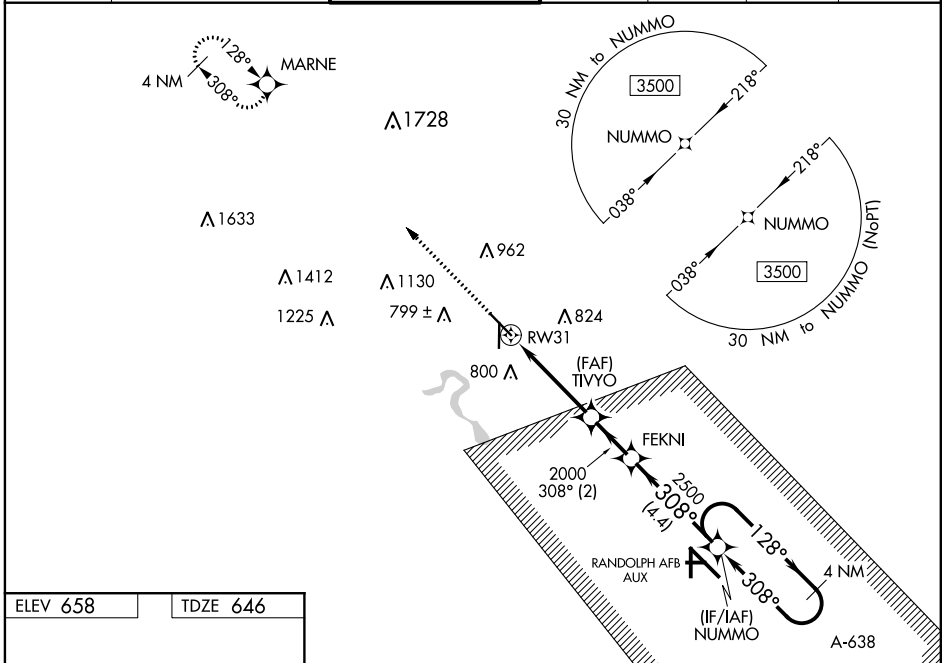 128°
MARNE
4 NM
308°
1728
1633
1412
1225
1130
799 ±
962
824
800
RW31
30 NM to NUMMO
3500
218°
NUMMO
038°
218°
NUMMO
038°
3500
30 NM to NUMMO (NoPT)
(FAF)
TIVYO
FEKNI
2000
308° (2)
2500
308°
(4.4)
128°
4 NM
308°
RANDOLPH AFB
AUX
(IF/IAF)
NUMMO
A-638
ELEV 658
TDZE 646